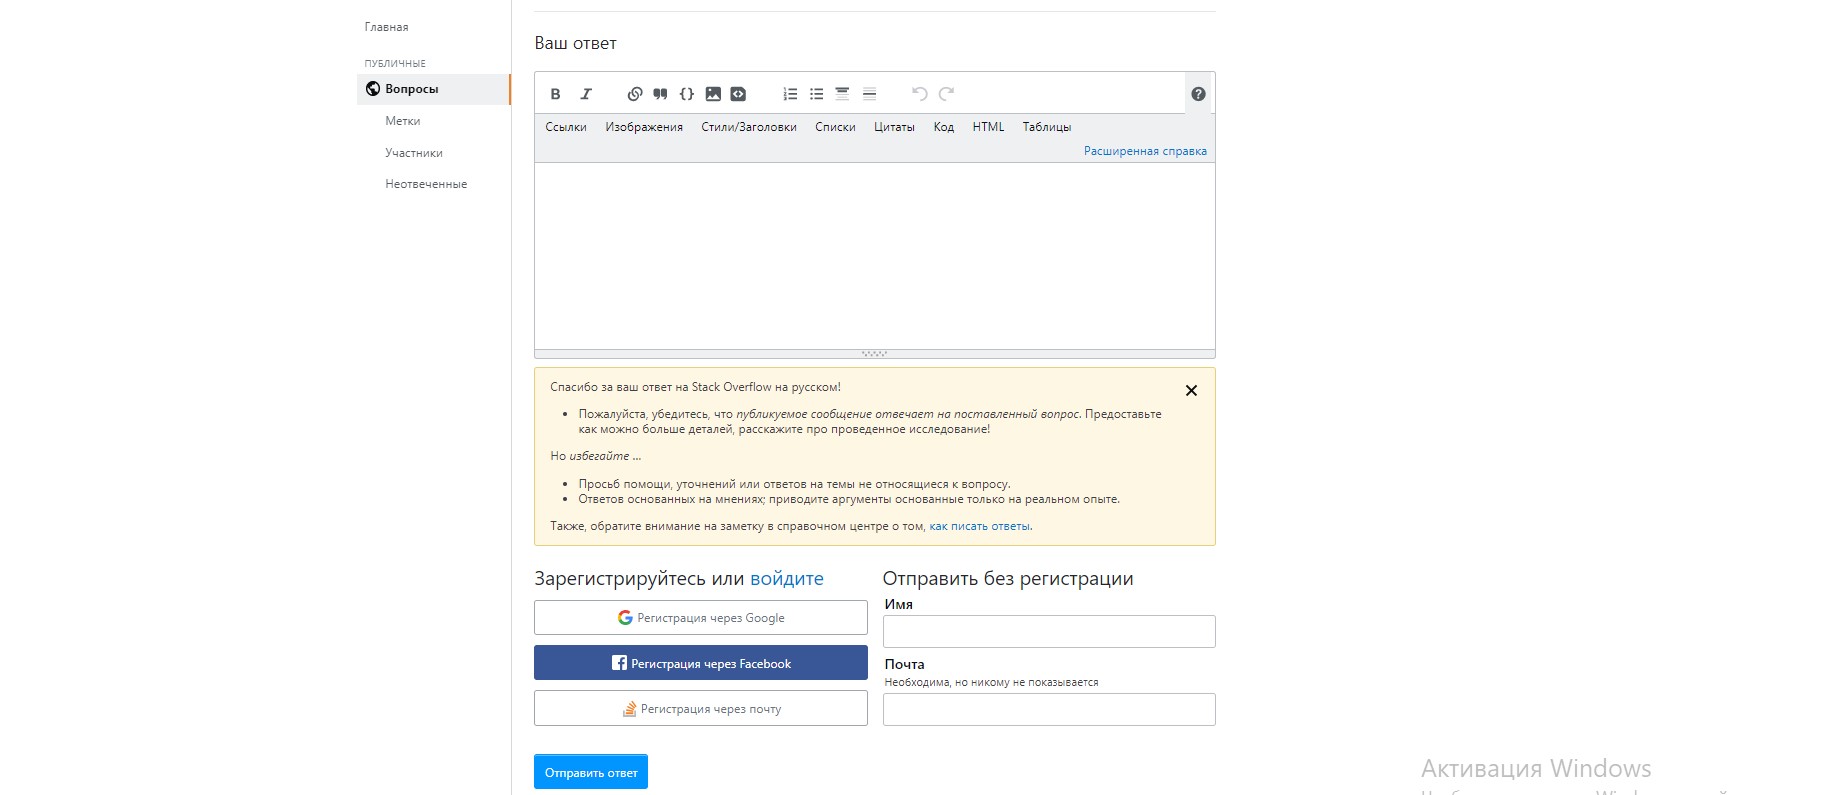 Главная
ПУБЛИЧНЫЕ
Вопросы
Метки
Участники
Неотвеченные
Ваш ответ
B I
Ссылки Изображения Стили/Заголовки Списки Цитаты Код HTML Таблицы
Расширенная справка
Спасибо за ваш ответ на Stack Overflow на русском!
• Пожалуйста, убедитесь, что публикуемое сообщение отвечает на поставленный вопрос. Предоставьте
как можно больше деталей, расскажите про проведенное исследование!
Но избегайте …
• Просьб помощи, уточнений или ответов на темы не относящиеся к вопросу.
• Ответов основанных на мнениях; приводите аргументы основанные только на реальном опыте.
Также, обратите внимание на заметку в справочном центре о том, как писать ответы.
Зарегистрируйтесь или войдите
Регистрация через Google
Регистрация через Facebook
Регистрация через почту
Отправить без регистрации
Имя
Почта
Необходима, но никому не показывается
Отправить ответ
Активация Windows